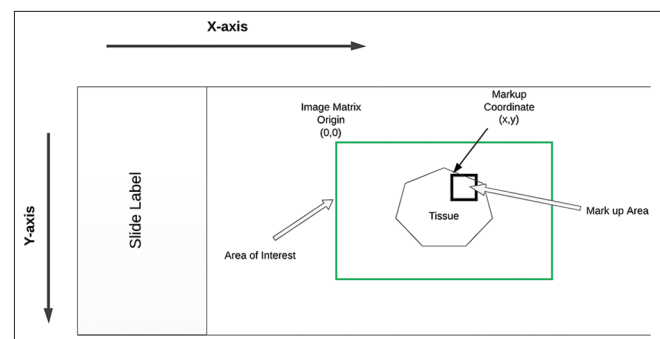 X-axis
Y-axis
Slide Label
Image Matrix
Origin
(0,0)
Markup
Coordinate
(x,y)
Tissue
Mark up Area
Area of Interest